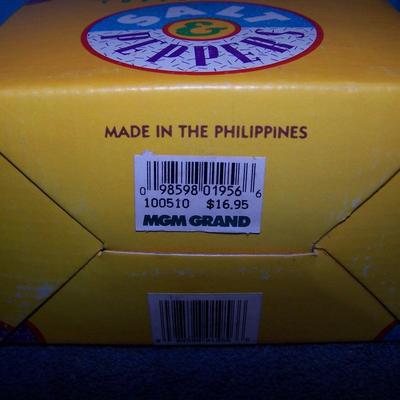 SALT
&
PEPPERS
MADE IN THE PHILIPPINES
0 98598 01956 6
100510 $16.95
MGM GRAND